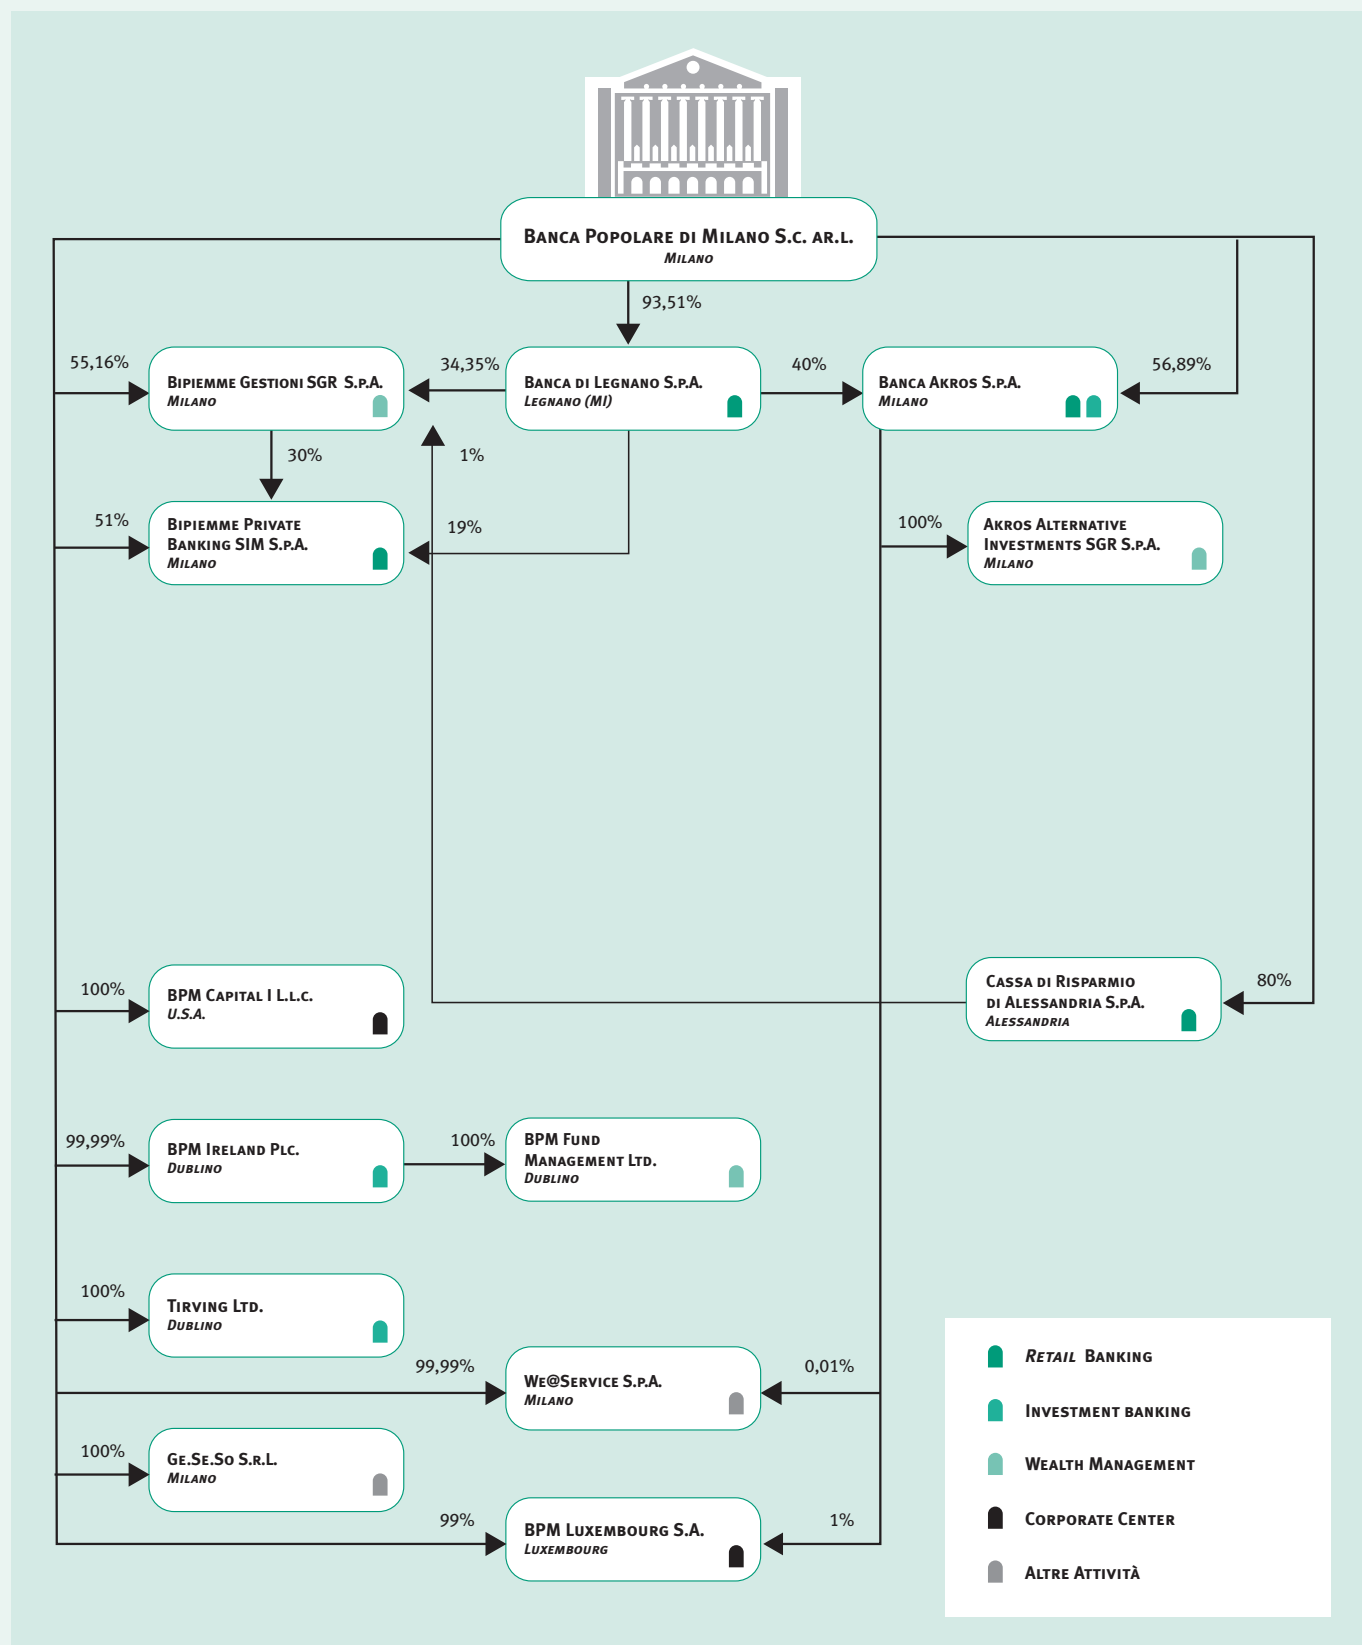 Banca Popolare di Milano S.c. ar.l.
Milano
93,51%
55,16%
Bipiemme Gestioni SGR S.p.A.
Milano
34,35%
Banca di Legnano S.p.A.
Legnano (MI)
40%
Banca Akros S.p.A.
Milano
56,89%
30%
1%
51%
Bipiemme Private
Banking SIM S.p.A.
Milano
19%
100%
Akros Alternative
Investments SGR S.p.A.
Milano
100%
BPM Capital I L.l.c.
U.S.A.
Cassa di Risparmio
di Alessandria S.p.A.
Alessandria
80%
99,99%
BPM Ireland Plc.
Dublino
100%
BPM Fund
Management Ltd.
Dublino
100%
Tirving Ltd.
Dublino
99,99%
We@Service S.p.A.
Milano
0,01%
100%
Ge.Se.So S.r.L.
Milano
99%
BPM Luxembourg S.A.
Luxembourg
1%
Retail Banking
Investment banking
Wealth Management
Corporate Center
Altre Attività